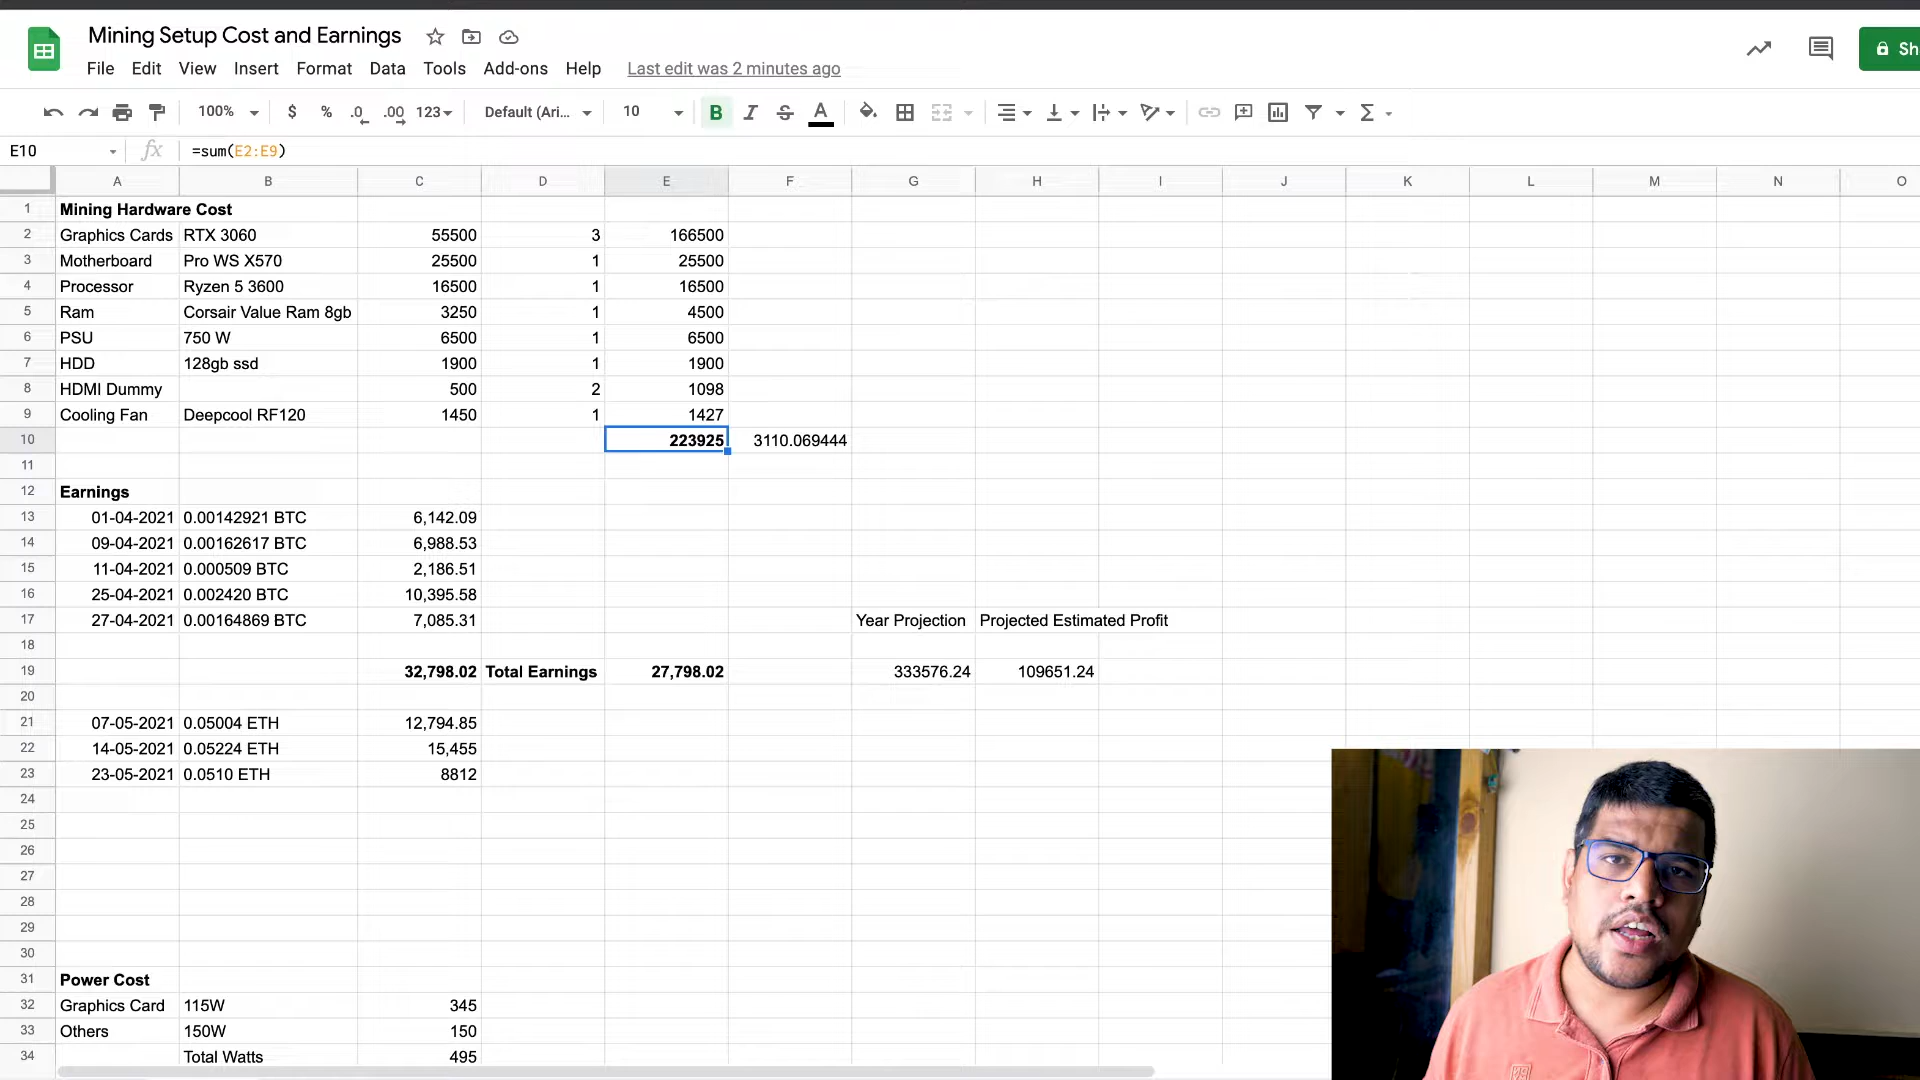 Mining Setup Cost and Earnings
Sh
File Edit View Insert Format Data Tools Add-ons Help Last edit was 2 minutes ago
100% $ % .0 .00 123 Default (Ari... 10 B I S A Σ
E10 fx =sum(E2:E9)
A B C D E F G H I J K L M N O
1 Mining Hardware Cost
2 Graphics Cards RTX 3060 55500 3 166500
3 Motherboard Pro WS X570 25500 1 25500
4 Processor Ryzen 5 3600 16500 1 16500
5 Ram Corsair Value Ram 8gb 3250 1 4500
6 PSU 750 W 6500 1 6500
7 HDD 128gb ssd 1900 1 1900
8 HDMI Dummy 500 2 1098
9 Cooling Fan Deepcool RF120 1450 1 1427
10 223925 3110.069444
11
12 Earnings
13 01-04-2021 0.00142921 BTC 6,142.09
14 09-04-2021 0.00162617 BTC 6,988.53
15 11-04-2021 0.000509 BTC 2,186.51
16 25-04-2021 0.002420 BTC 10,395.58
17 27-04-2021 0.00164869 BTC 7,085.31 Year Projection Projected Estimated Profit
18
19 32,798.02 Total Earnings 27,798.02 333576.24 109651.24
20
21 07-05-2021 0.05004 ETH 12,794.85
22 14-05-2021 0.05224 ETH 15,455
23 23-05-2021 0.0510 ETH 8812
24
25
26
27
28
29
30
31 Power Cost
32 Graphics Card 115W 345
33 Others 150W 150
34 Total Watts 495